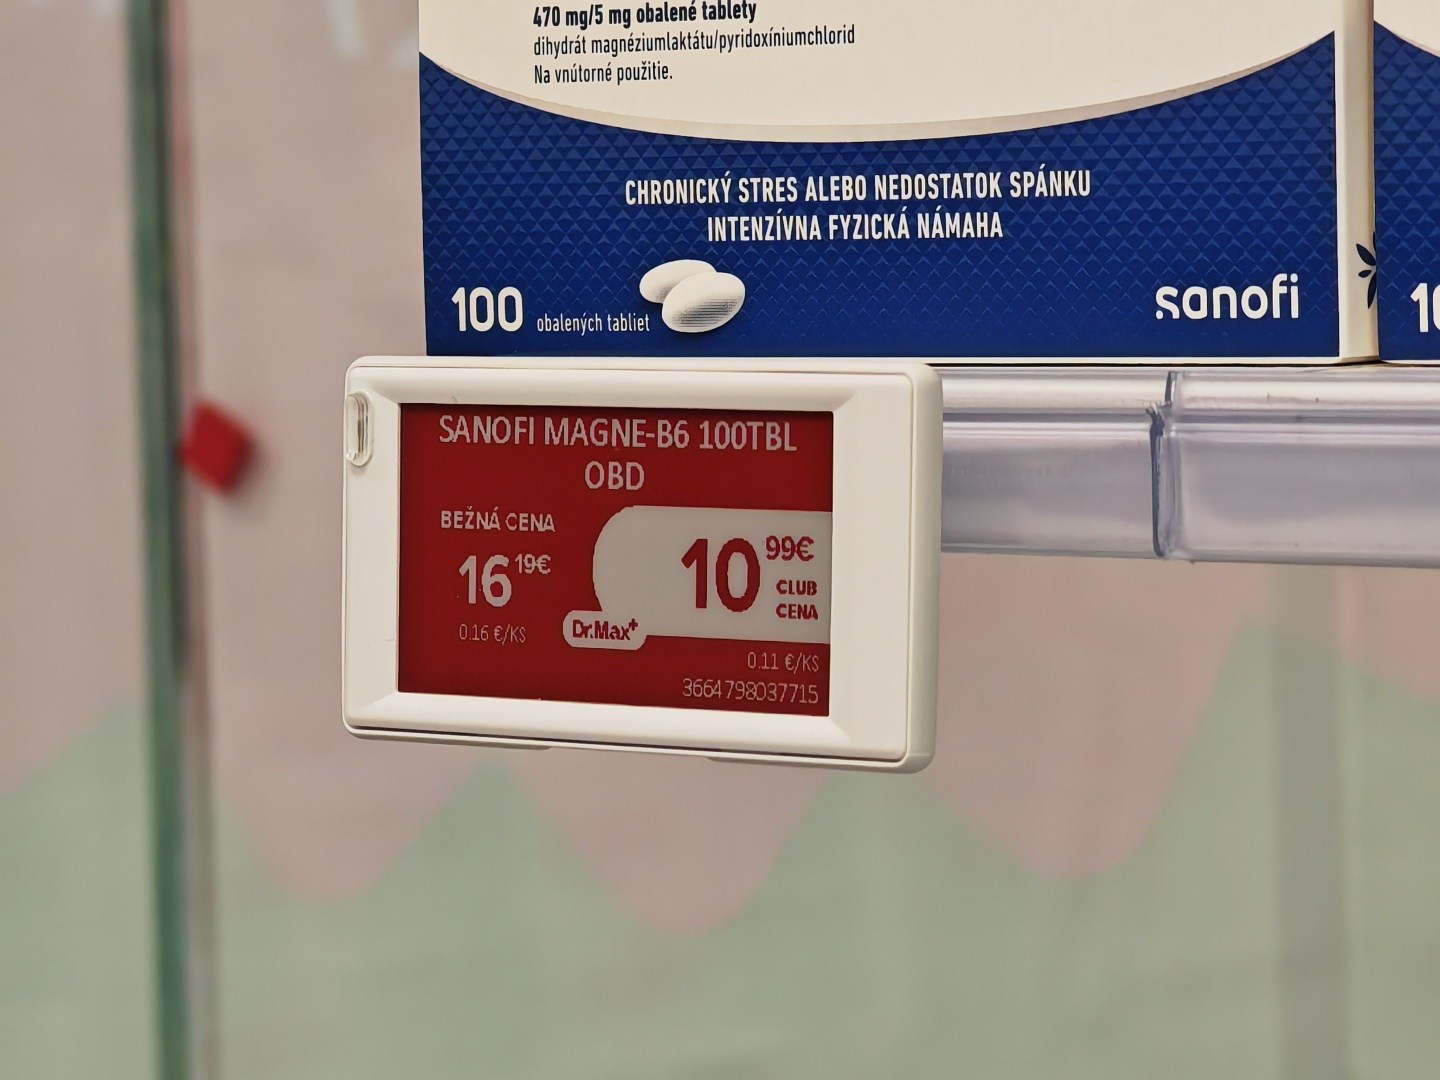 470 mg/5 mg obalené tablety
dihydrát magnéziumlaktátu/pyridoxíniumchlorid
Na vnútorné použitie.
CHRONICKÝ STRES ALEBO NEDOSTATOK SPÁNKU
INTENZÍVNA FYZICKÁ NÁMAHA
100 obalených tabliet
sanofi
SANOFI MAGNE-B6 100TBL
OBD
BEŽNÁ CENA
16 19€
0.16 €/KS
10 99€
CLUB
CENA
Dr.Max+
0.11 €/KS
3664798037715